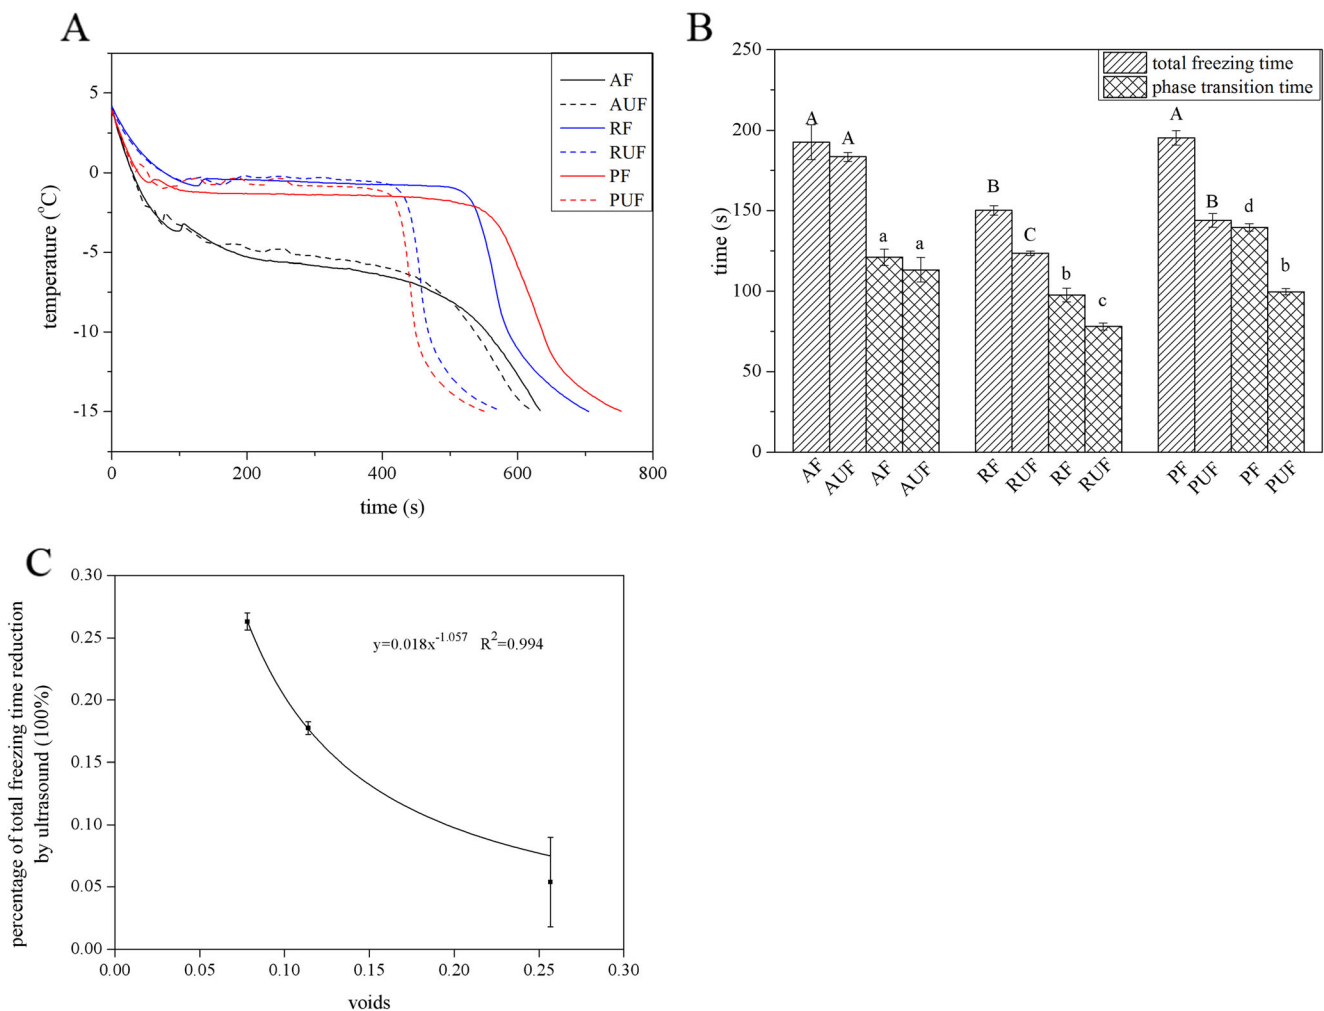 A
5
0
-5
-10
-15
temperature (°C)
0
200
400
600
800
time (s)
AF
AUF
RF
RUF
PF
PUF
B
250
200
150
100
50
0
time (s)
total freezing time
phase transition time
A
A
a
a
B
C
b
c
A
B
d
b
AF
AUF
AF
AUF
RF
RUF
RF
RUF
PF
PUF
PF
PUF
C
0.30
0.25
0.20
0.15
0.10
0.05
0.00
percentage of total freezing time reduction
by ultrasound (100%)
y=0.018x^-1.057 R^2=0.994
0.00
0.05
0.10
0.15
0.20
0.25
0.30
voids